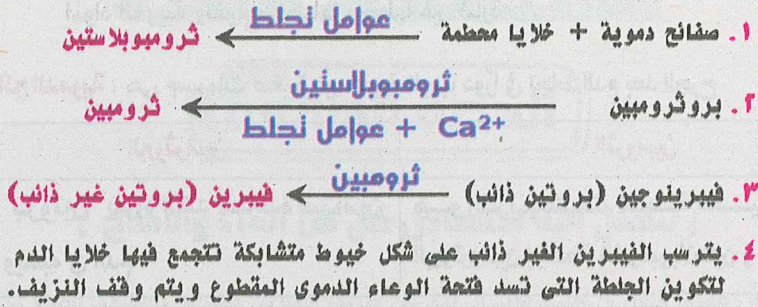 عوامل تجلط
١. صفائح دموية + خلايا محطمة ← ثرومبوبلاستين
ثرومبوبلاستين
٢. بروثرومبين ← ثرومبين
Ca²⁺ + عوامل تجلط
ثرومبين
٣. فيبرينوجين (بروتين ذائب) ← فيبرين (بروتين غير ذائب)
٤. يترسب الفيبرين الغير ذائب على شكل خيوط متشابكة تتجمع فيها خلايا الدم
لتكوين الجلطة التى تسد فتحة الوعاء الدموى المقطوع ويتم وقف النزيف.